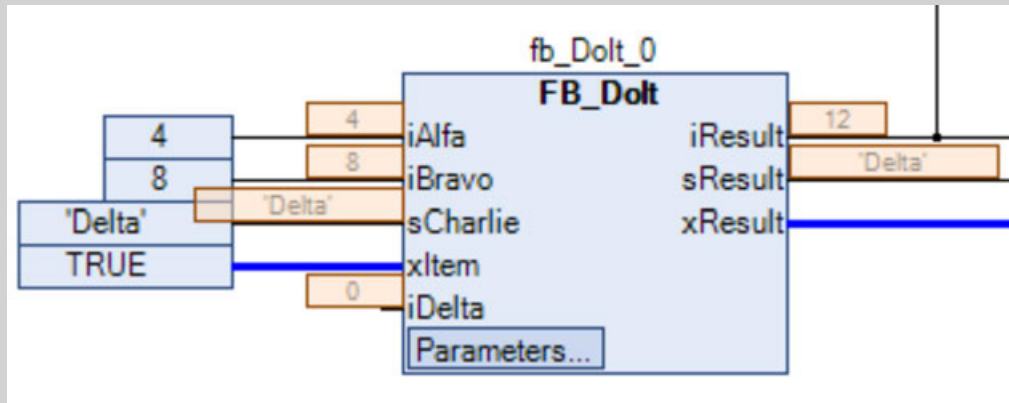 fb_DoIt_0
FB_DoIt
4 4 iAlfa iResult 12
8 8 iBravo sResult 'Delta'
'Delta' 'Delta' sCharlie xResult
TRUE xItem
0 iDelta
Parameters...